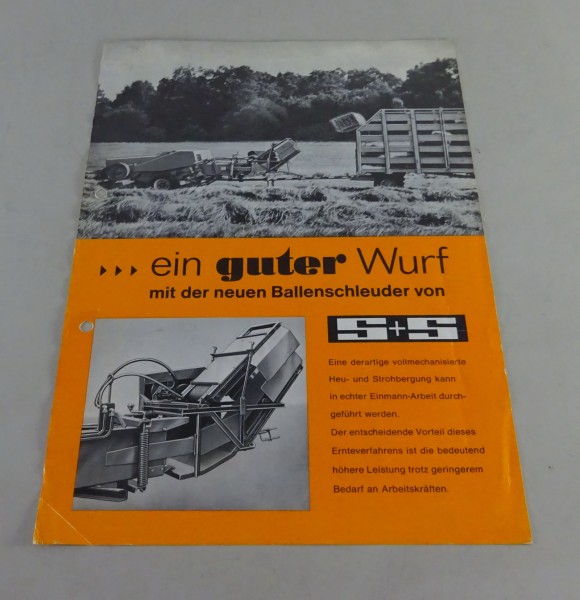 ein guter Wurf
mit der neuen Ballenschleuder von
S+S
Eine derartige vollmechanisierte
Heu- und Strohbergung kann
in echter Einmann-Arbeit durch-
geführt werden.
Der entscheidende Vorteil dieses
Ernteverfahrens ist die bedeutend
höhere Leistung trotz geringerem
Bedarf an Arbeitskräften.